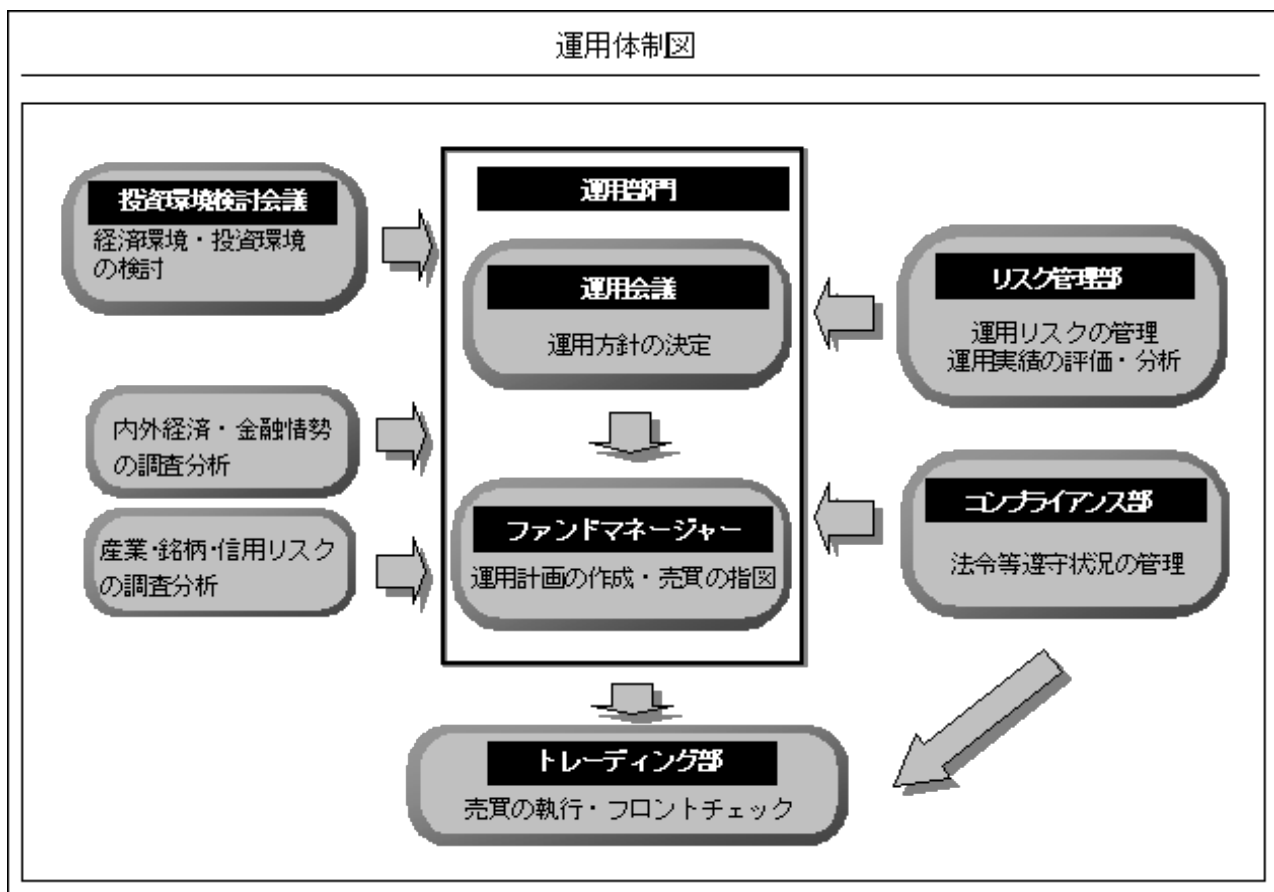 運用体制図
投資環境検討会議
経済環境・投資環境
の検討
内外経済・金融情勢
の調査分析
産業・銘柄・信用リスク
の調査分析
運用部門
運用会議
運用方針の決定
ファンドマネージャー
運用計画の作成・売買の指図
リスク管理部
運用リスクの管理
運用実績の評価・分析
コンプライアンス部
法令等遵守状況の管理
トレーディング部
売買の執行・フロントチェック